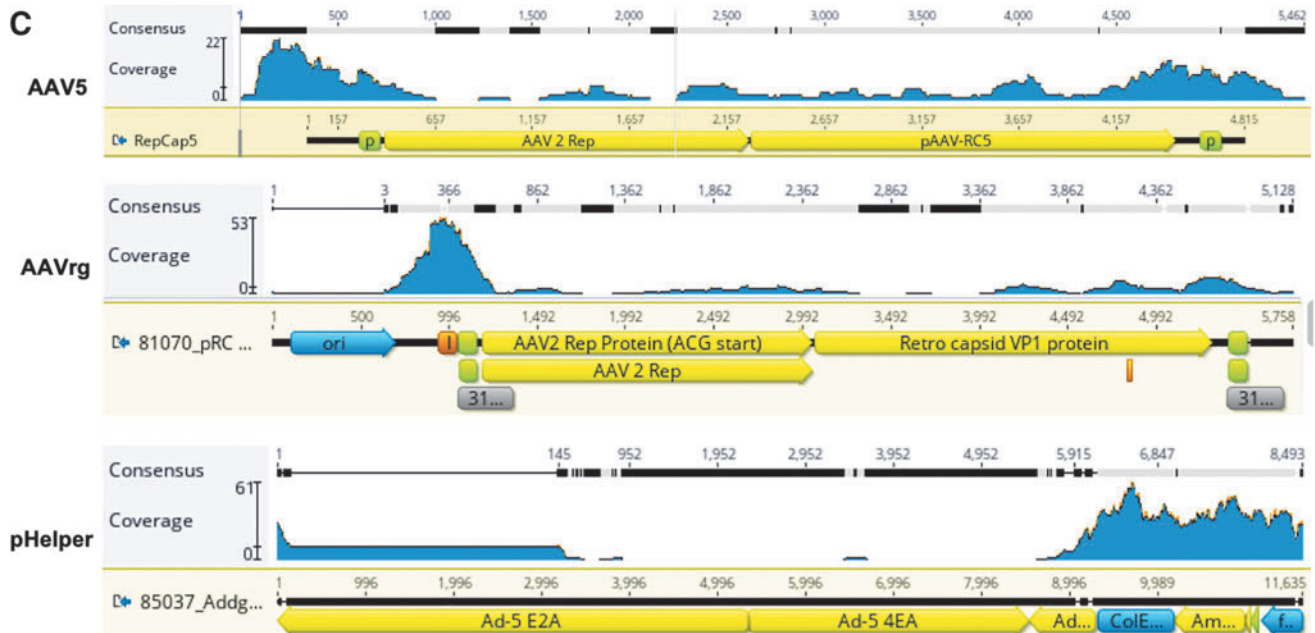 C
1 500 1,000 1,500 2,000 2,500 3,000 3,500 4,000 4,500 5,462
Consensus
22
Coverage
0
AAV5
1 157 657 1,157 1,657 2,157 2,657 3,157 3,657 4,157 4,815
RepCap5 p AAV 2 Rep pAAV-RC5 p
1 3 366 862 1,362 1,862 2,362 2,862 3,362 3,862 4,362 5,128
Consensus
53
Coverage
0
AAVrg
1 500 996 1,492 1,992 2,492 2,992 3,492 3,992 4,492 4,992 5,758
81070_pRC ... ori l AAV2 Rep Protein (ACG start) Retro capsid VP1 protein
AAV 2 Rep
31... 31...
1 145 952 1,952 2,952 3,952 4,952 5,915 6,847 8,493
Consensus
61
Coverage
0
pHelper
1 996 1,996 2,996 3,996 4,996 5,996 6,996 7,996 8,996 9,989 11,635
85037_Addg...
Ad-5 E2A Ad-5 4EA Ad... ColE... Am... f..